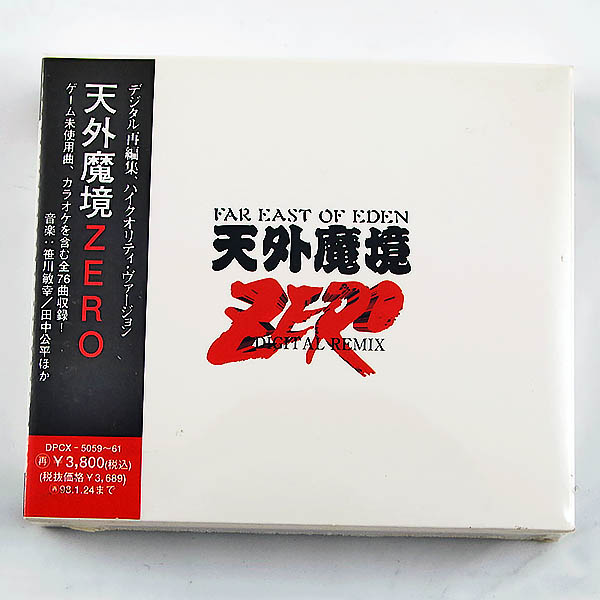 デジタル再編集、ハイクオリティ・ヴァージョン
天外魔境ZERO
ゲーム未使用曲、カラオケを含む全76曲収録!
音楽:笹川敏幸/田中公平ほか
DPCX-5059~61
再 ¥3,800(税込)
(税抜価格¥3,689)
98.1.24まで
FAR EAST OF EDEN
天外魔境
ZERO
DIGITAL REMIX